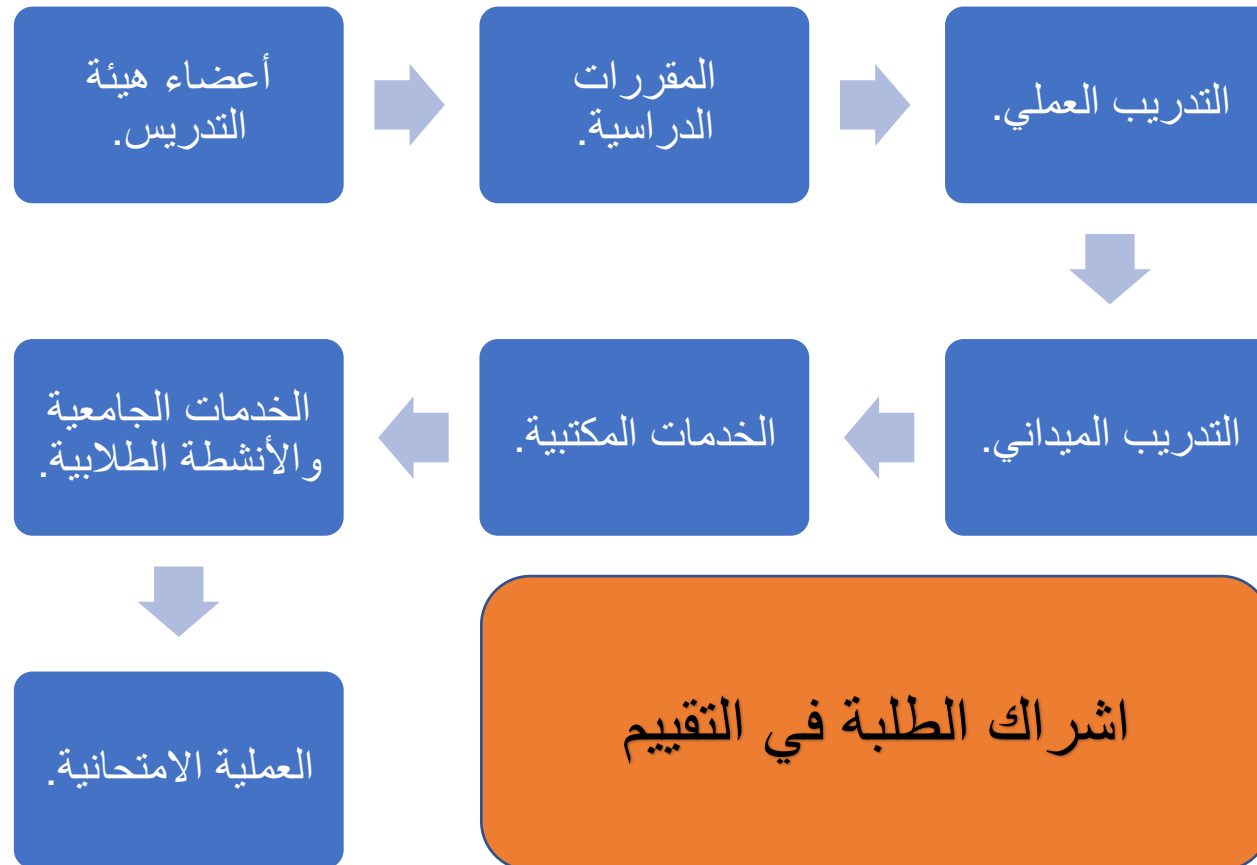 أعضاء هيئة
التدريس.
المقررات
الدراسية.
التدريب العملي.
التدريب الميداني.
الخدمات المكتبية.
الخدمات الجامعية
والأنشطة الطلابية.
العملية الامتحانية.
اشراك الطلبة في التقييم